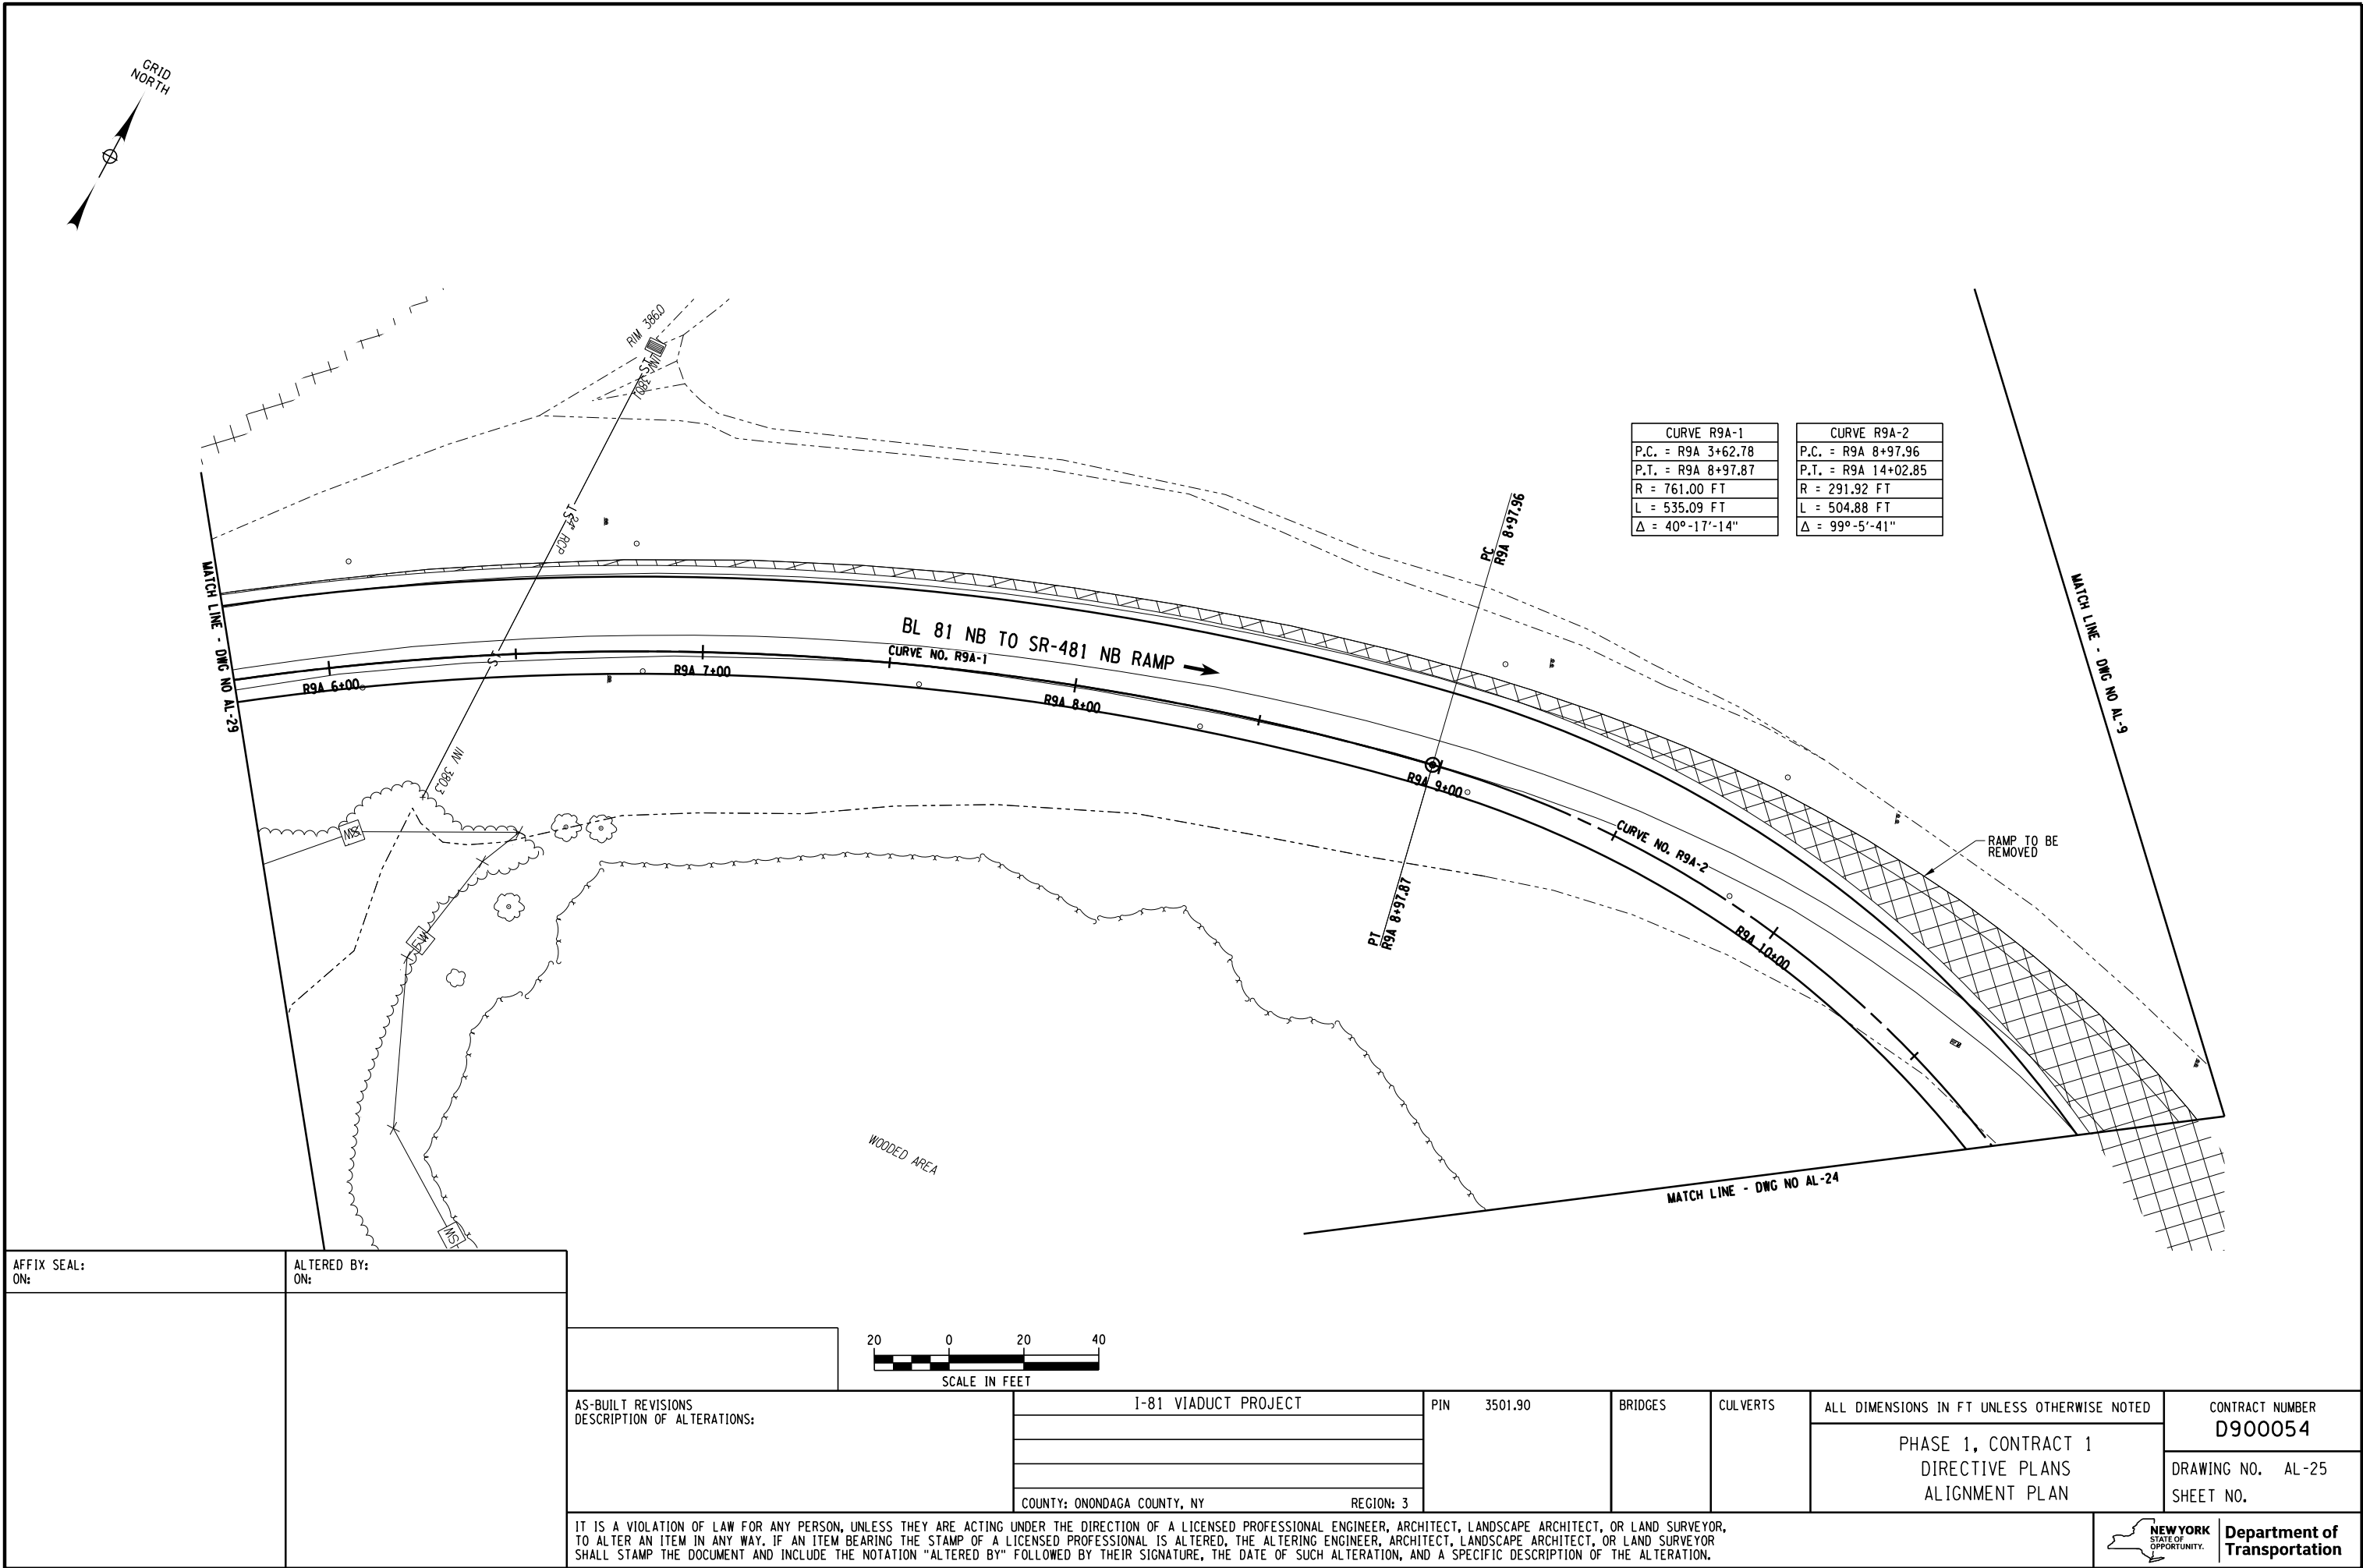 GRID
NORTH
RIM 386.0
INV 380.1
ST
ST
24" RCP
ST
INV 380.3
CURVE R9A-1
P.C. = R9A 3+62.78
P.T. = R9A 8+97.87
R = 761.00 FT
L = 535.09 FT
Δ = 40°-17'-14"
CURVE R9A-2
P.C. = R9A 8+97.96
P.T. = R9A 14+02.85
R = 291.92 FT
L = 504.88 FT
Δ = 99°-5'-41"
PC
R9A 8+97.96
MATCH LINE - DWG NO AL-29
MATCH LINE - DWG NO AL-9
BL 81 NB TO SR-481 NB RAMP
CURVE NO. R9A-1
R9A 6+00
R9A 7+00
R9A 8+00
R9A 9+00
CURVE NO. R9A-2
R9A 10+00
PT
R9A 8+97.87
RAMP TO BE
REMOVED
WOODED AREA
MATCH LINE - DWG NO AL-24
AFFIX SEAL:
ON:
ALTERED BY:
ON:
20 0 20 40
SCALE IN FEET
AS-BUILT REVISIONS
DESCRIPTION OF ALTERATIONS:
I-81 VIADUCT PROJECT
COUNTY: ONONDAGA COUNTY, NY REGION: 3
PIN 3501.90
BRIDGES
CULVERTS
ALL DIMENSIONS IN FT UNLESS OTHERWISE NOTED
PHASE 1, CONTRACT 1
DIRECTIVE PLANS
ALIGNMENT PLAN
CONTRACT NUMBER
D900054
DRAWING NO. AL-25
SHEET NO.
IT IS A VIOLATION OF LAW FOR ANY PERSON, UNLESS THEY ARE ACTING UNDER THE DIRECTION OF A LICENSED PROFESSIONAL ENGINEER, ARCHITECT, LANDSCAPE ARCHITECT, OR LAND SURVEYOR,
TO ALTER AN ITEM IN ANY WAY. IF AN ITEM BEARING THE STAMP OF A LICENSED PROFESSIONAL IS ALTERED, THE ALTERING ENGINEER, ARCHITECT, LANDSCAPE ARCHITECT, OR LAND SURVEYOR
SHALL STAMP THE DOCUMENT AND INCLUDE THE NOTATION "ALTERED BY" FOLLOWED BY THEIR SIGNATURE, THE DATE OF SUCH ALTERATION, AND A SPECIFIC DESCRIPTION OF THE ALTERATION.
NEW YORK
STATE OF
OPPORTUNITY.
Department of
Transportation